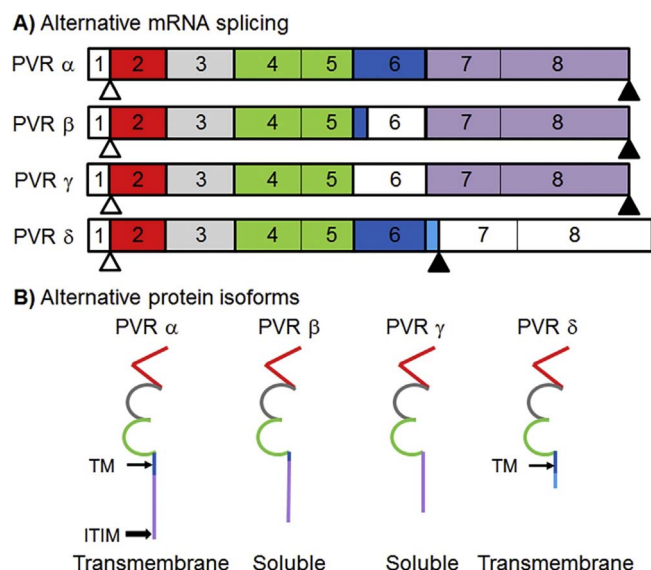 A) Alternative mRNA splicing
PVR α 1 2 3 4 5 6 7 8
PVR β 1 2 3 4 5 6 7 8
PVR γ 1 2 3 4 5 6 7 8
PVR δ 1 2 3 4 5 6 7 8
B) Alternative protein isoforms
PVR α PVR β PVR γ PVR δ
TM TM
ITIM
Transmembrane Soluble Soluble Transmembrane